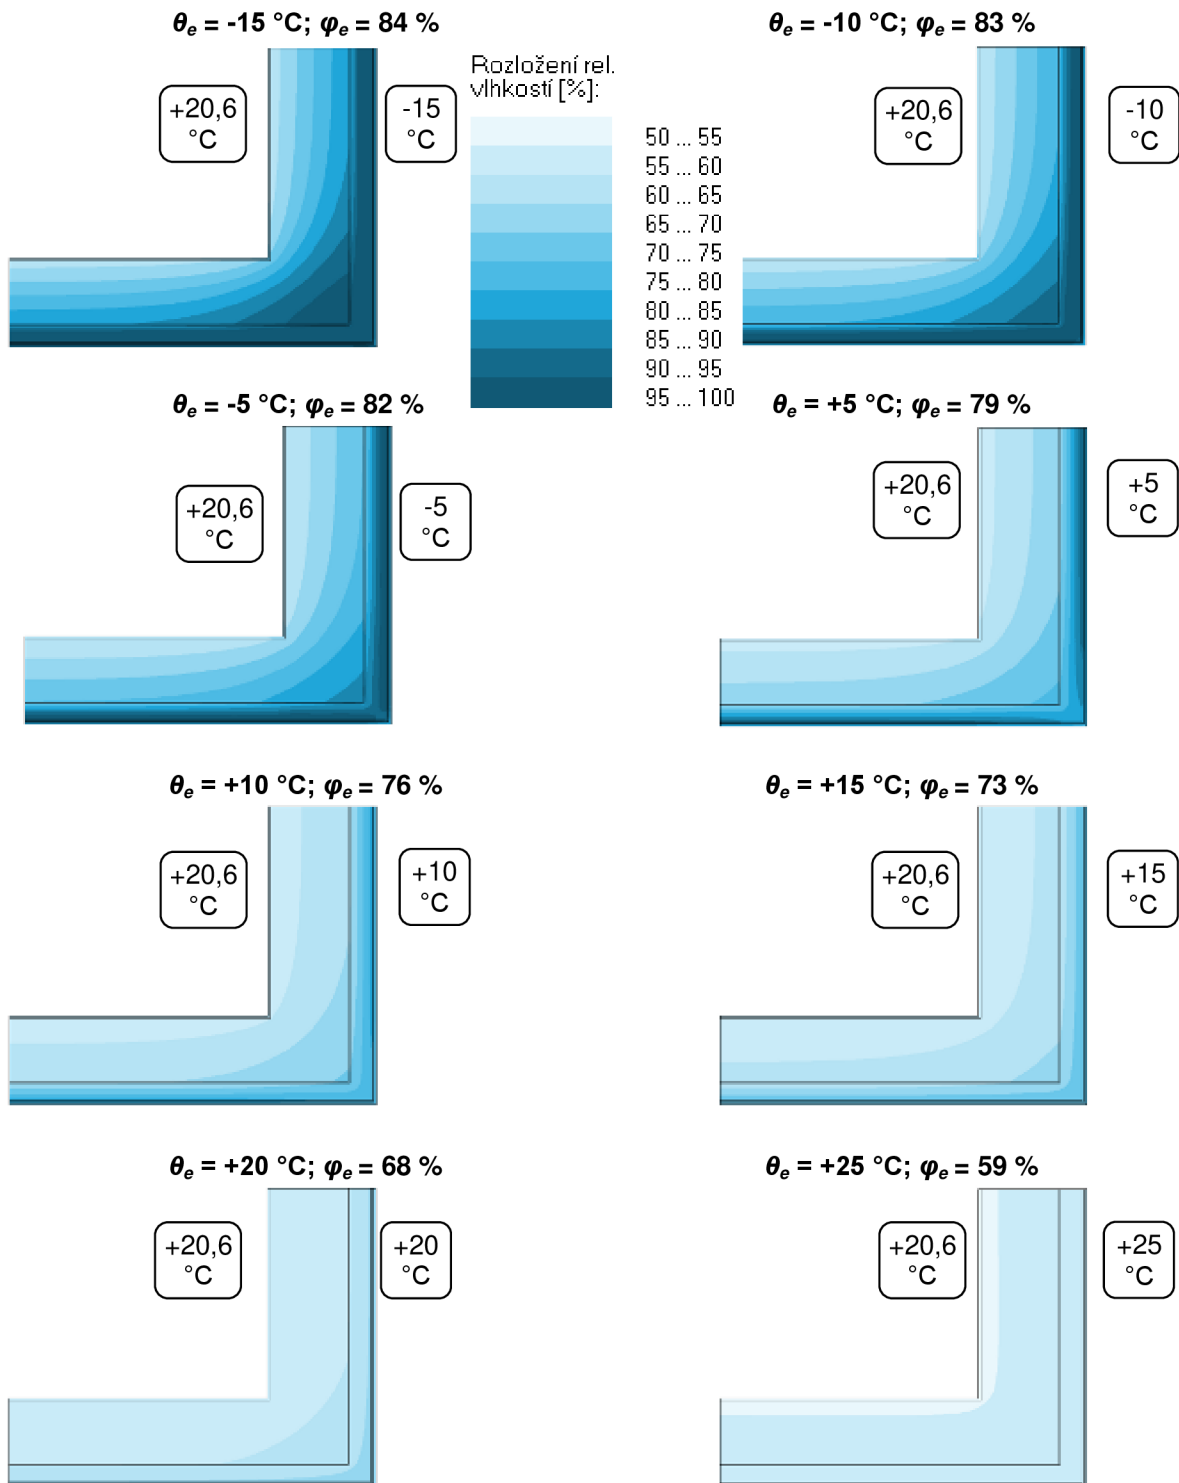 θe = -15 °C; φe = 84 %
θe = -10 °C; φe = 83 %
+20,6
°C
-15
°C
Rozložení rel.
vlhkostí [%]:
50 ... 55
55 ... 60
60 ... 65
65 ... 70
70 ... 75
75 ... 80
80 ... 85
85 ... 90
90 ... 95
95 ... 100
+20,6
°C
-10
°C
θe = -5 °C; φe = 82 %
θe = +5 °C; φe = 79 %
+20,6
°C
-5
°C
+20,6
°C
+5
°C
θe = +10 °C; φe = 76 %
θe = +15 °C; φe = 73 %
+20,6
°C
+10
°C
+20,6
°C
+15
°C
θe = +20 °C; φe = 68 %
θe = +25 °C; φe = 59 %
+20,6
°C
+20
°C
+20,6
°C
+25
°C